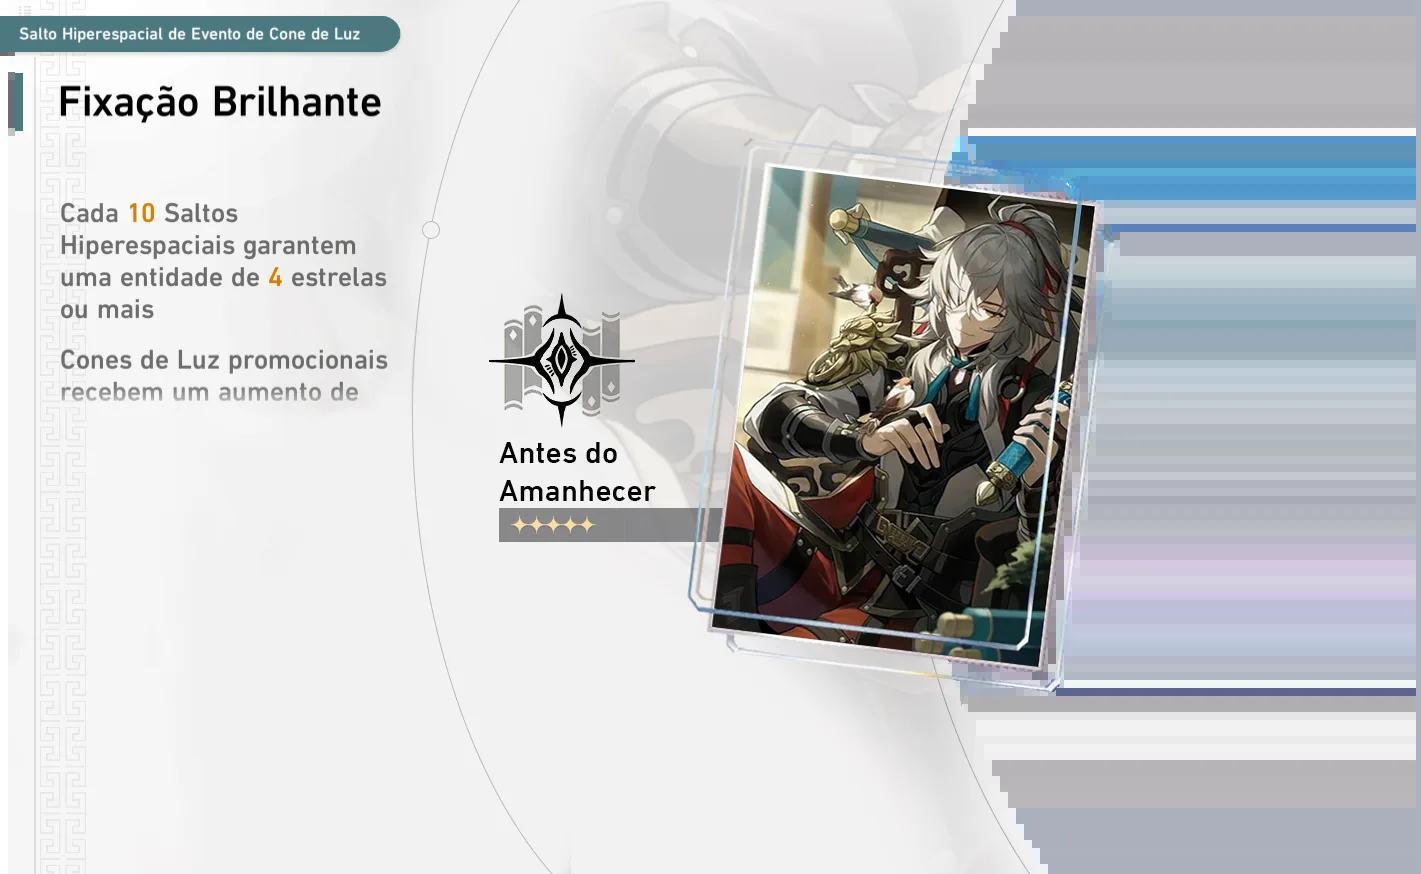 Salto Hiperespacial de Evento de Cone de Luz
Fixação Brilhante
Cada 10 Saltos
Hiperespaciais garantem
uma entidade de 4 estrelas
ou mais
Cones de Luz promocionais
recebem um aumento de
Antes do
Amanhecer